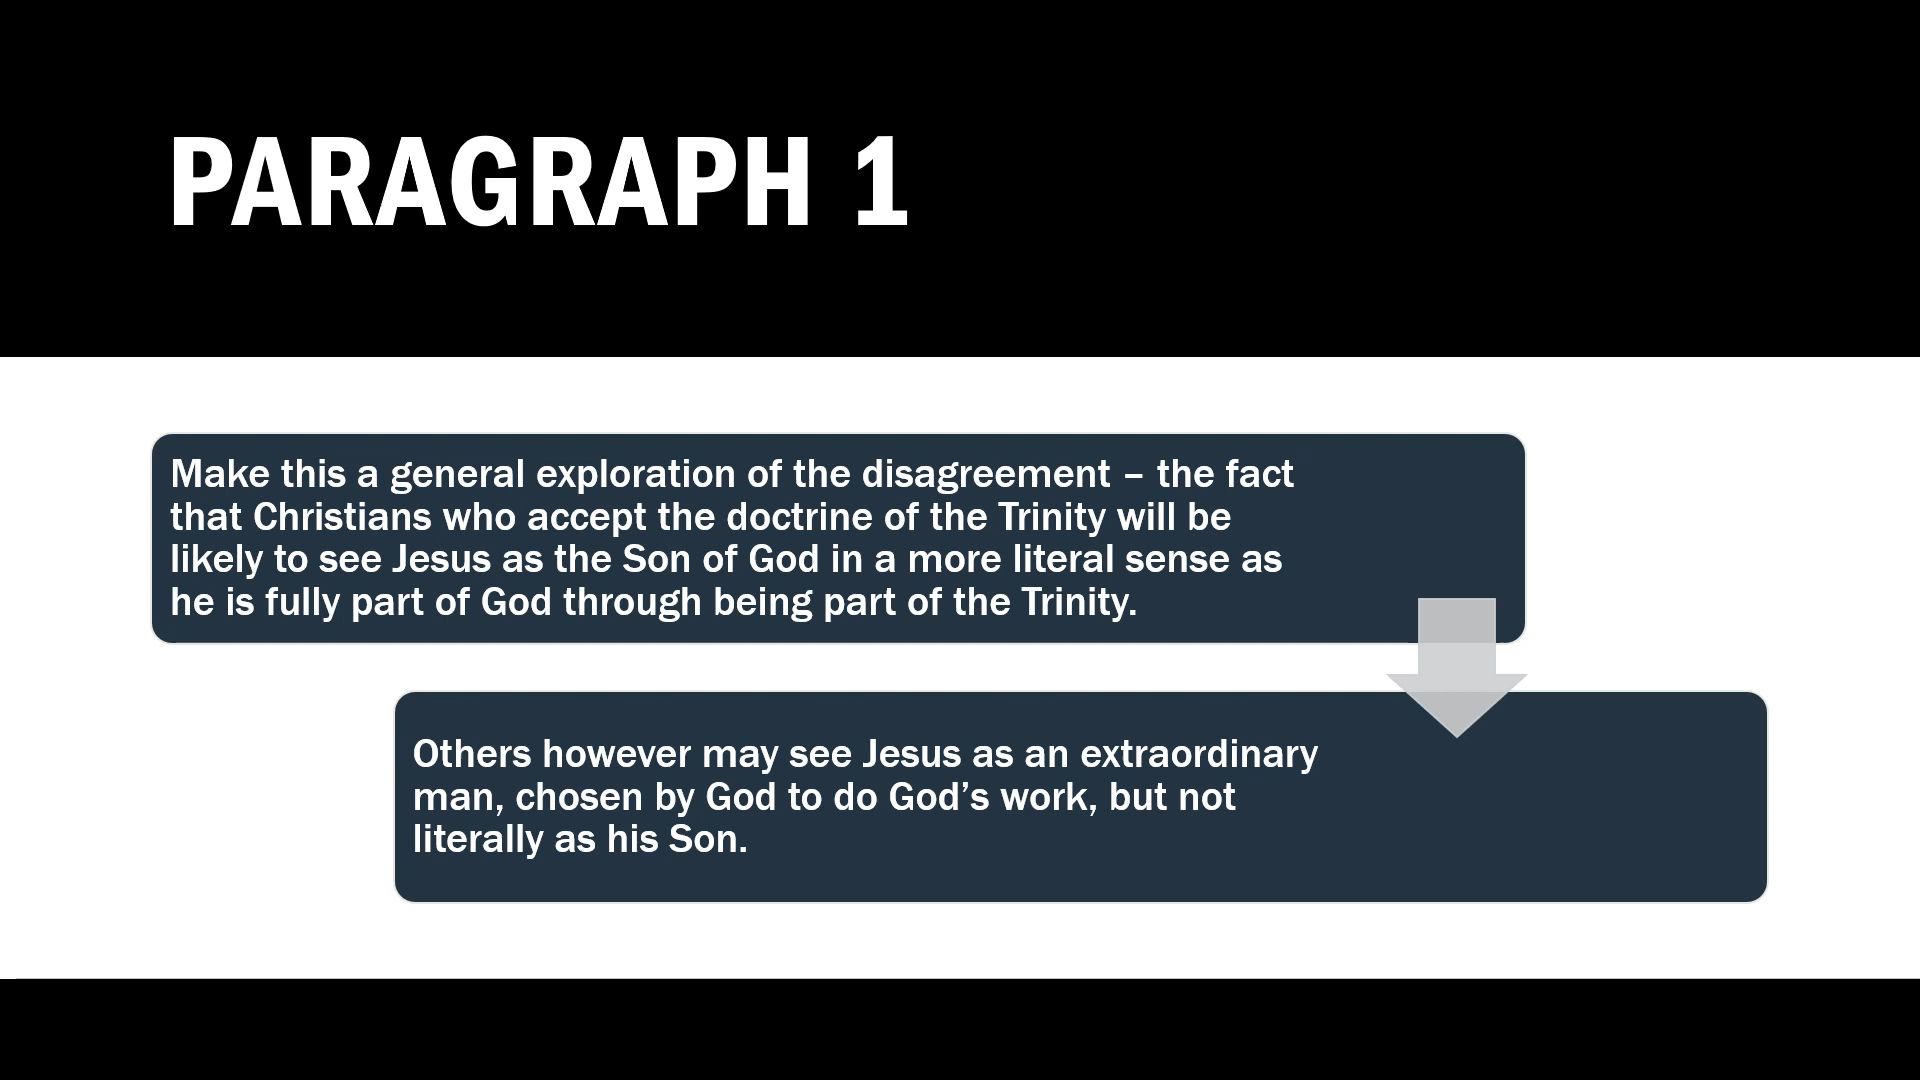 PARAGRAPH 1
Make this a general exploration of the disagreement – the fact
that Christians who accept the doctrine of the Trinity will be
likely to see Jesus as the Son of God in a more literal sense as
he is fully part of God through being part of the Trinity.
Others however may see Jesus as an extraordinary
man, chosen by God to do God’s work, but not
literally as his Son.